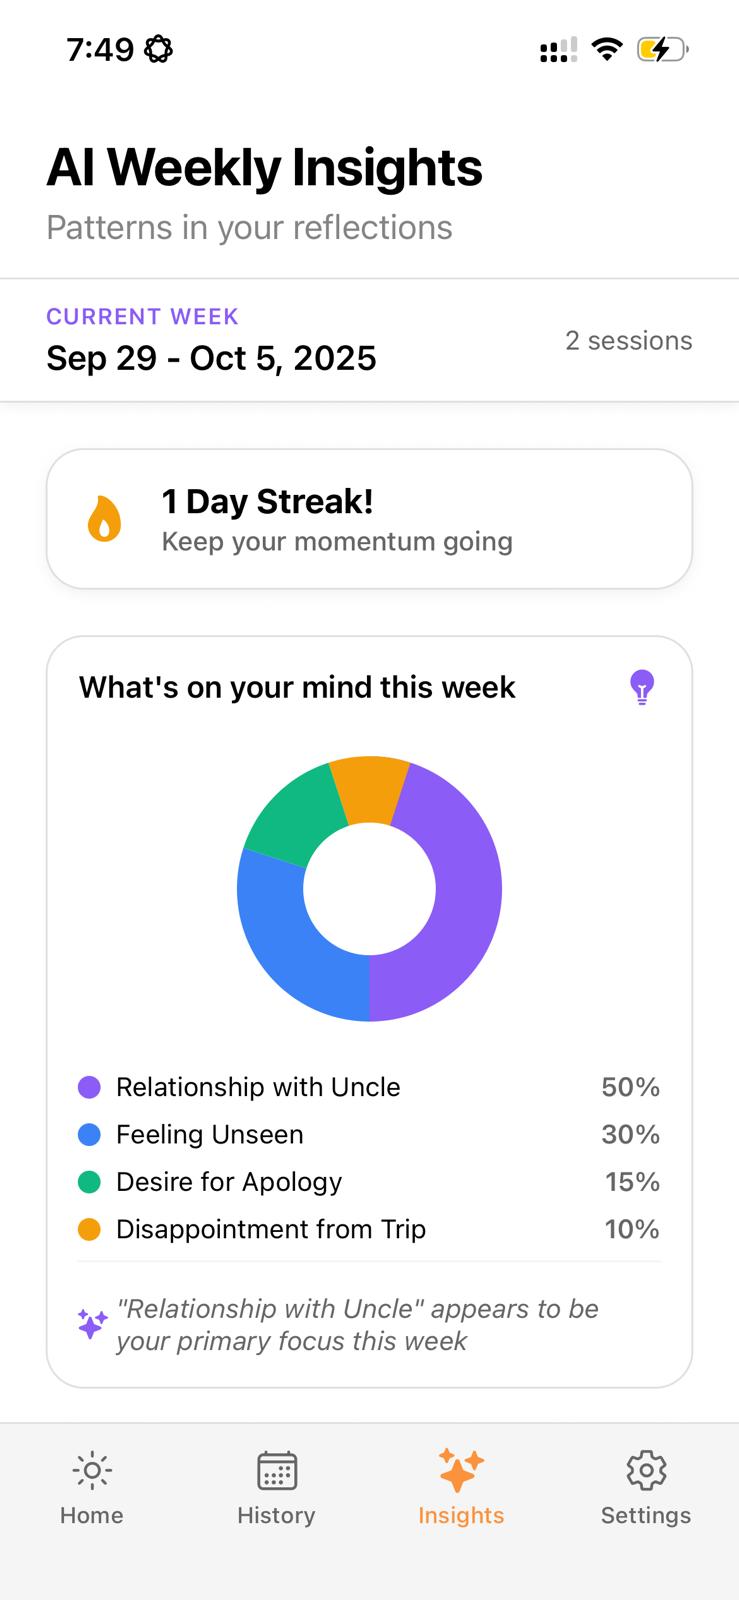 7:49
AI Weekly Insights
Patterns in your reflections
CURRENT WEEK
Sep 29 - Oct 5, 2025
2 sessions
1 Day Streak!
Keep your momentum going
What's on your mind this week
Relationship with Uncle 50%
Feeling Unseen 30%
Desire for Apology 15%
Disappointment from Trip 10%
"Relationship with Uncle" appears to be
your primary focus this week
Home History Insights Settings